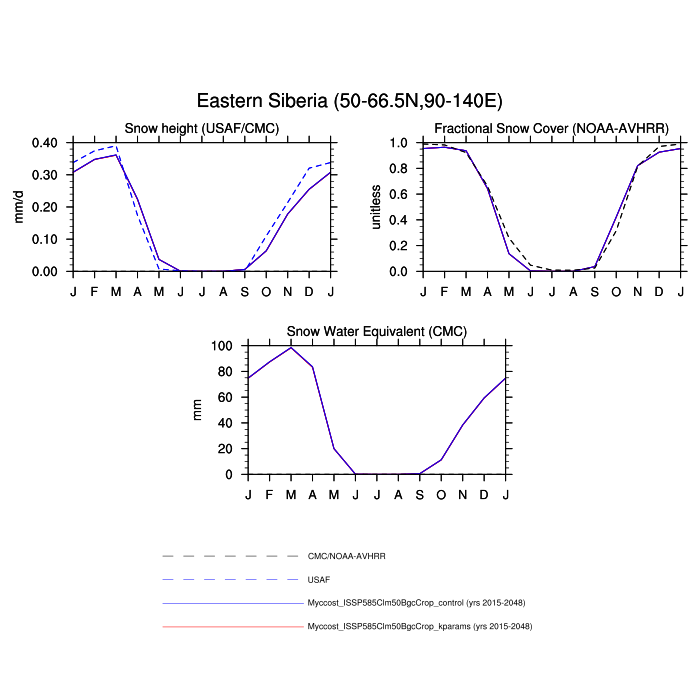 Eastern Siberia (50-66.5N,90-140E)
Snow height (USAF/CMC)
mm/d
0.40
0.30
0.20
0.10
0.00
J F M A M J J A S O N D J
Fractional Snow Cover (NOAA-AVHRR)
unitless
1.0
0.8
0.6
0.4
0.2
0.0
J F M A M J J A S O N D J
Snow Water Equivalent (CMC)
mm
100
80
60
40
20
0
J F M A M J J A S O N D J
CMC/NOAA-AVHRR
USAF
Myccost_ISSP585Clm50BgcCrop_control (yrs 2015-2048)
Myccost_ISSP585Clm50BgcCrop_kparams (yrs 2015-2048)